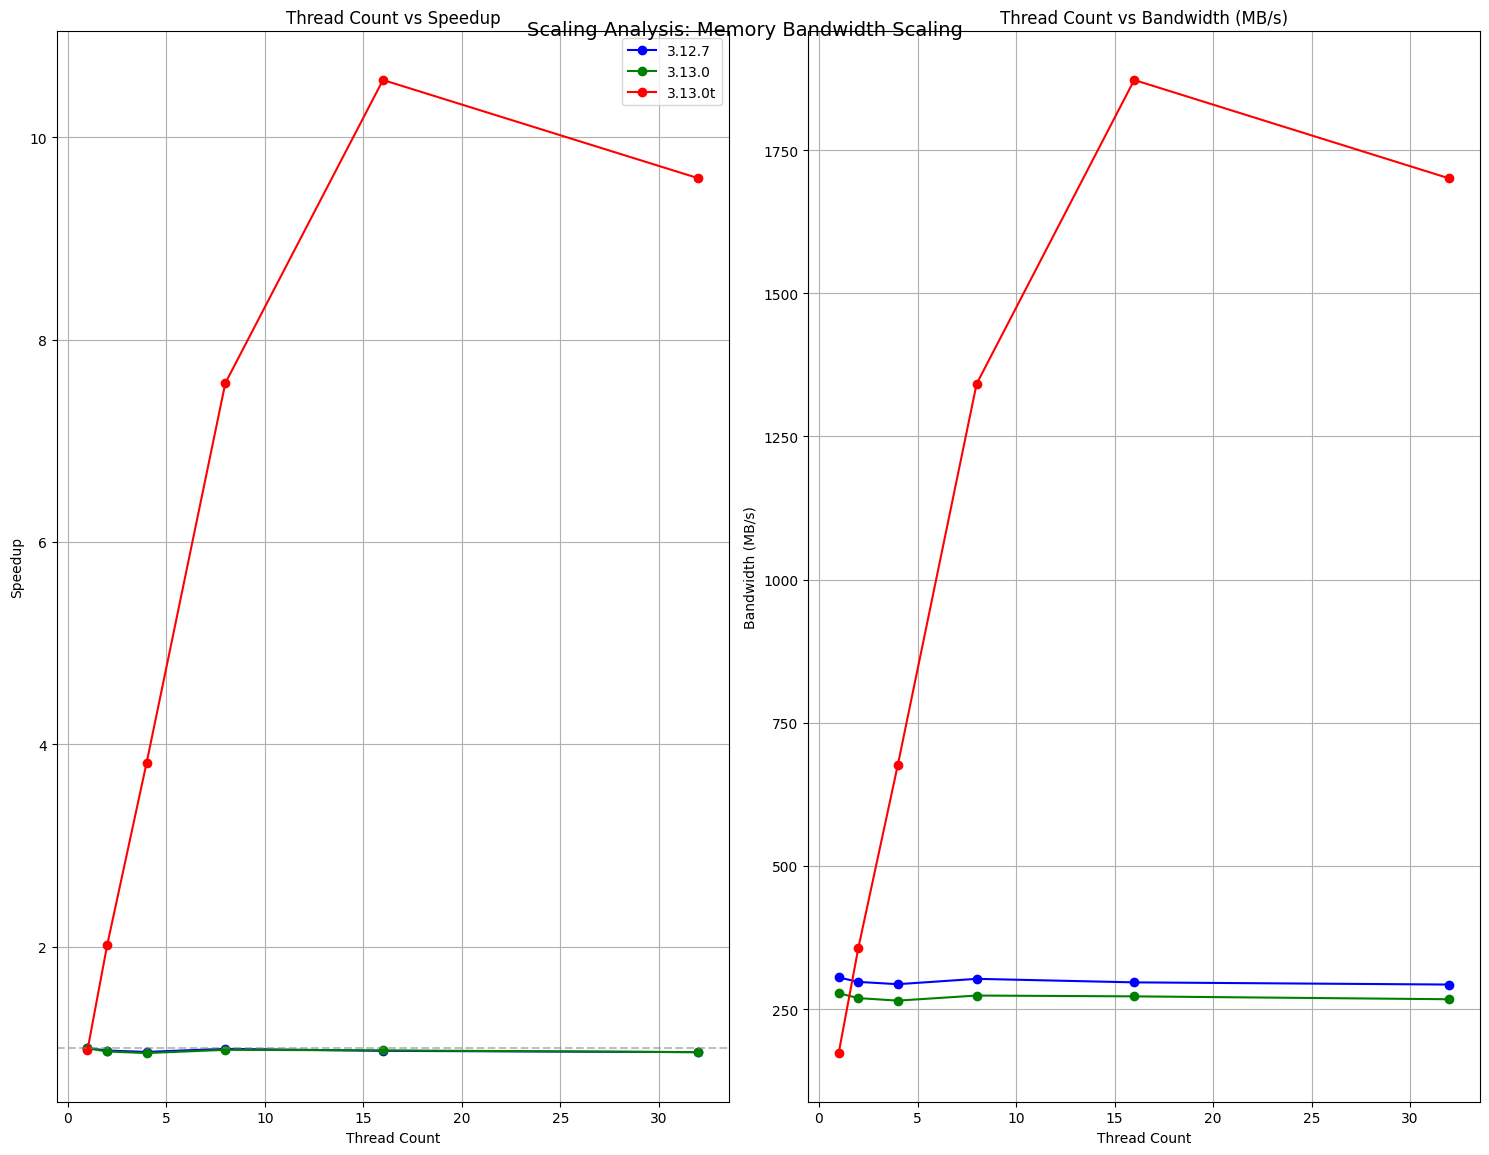 Scaling Analysis: Memory Bandwidth Scaling
Thread Count vs Speedup
3.12.7
3.13.0
3.13.0t
10
8
6
4
2
Speedup
0 5 10 15 20 25 30
Thread Count
Thread Count vs Bandwidth (MB/s)
1750
1500
1250
1000
750
500
250
Bandwidth (MB/s)
0 5 10 15 20 25 30
Thread Count